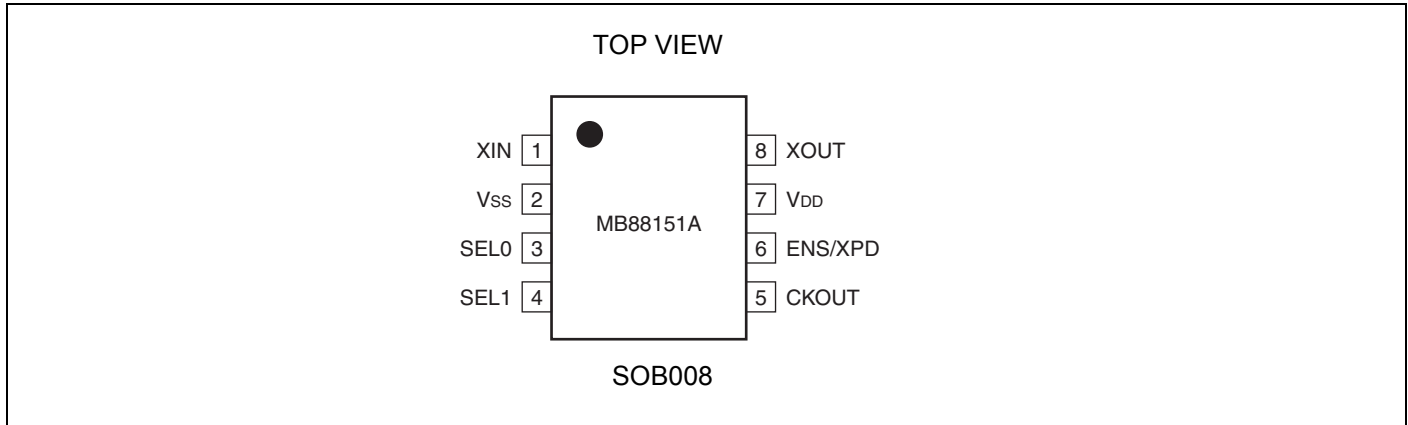 TOP VIEW
XIN 1
8 XOUT
Vss 2
7 VDD
MB88151A
SEL0 3
6 ENS/XPD
SEL1 4
5 CKOUT
SOB008